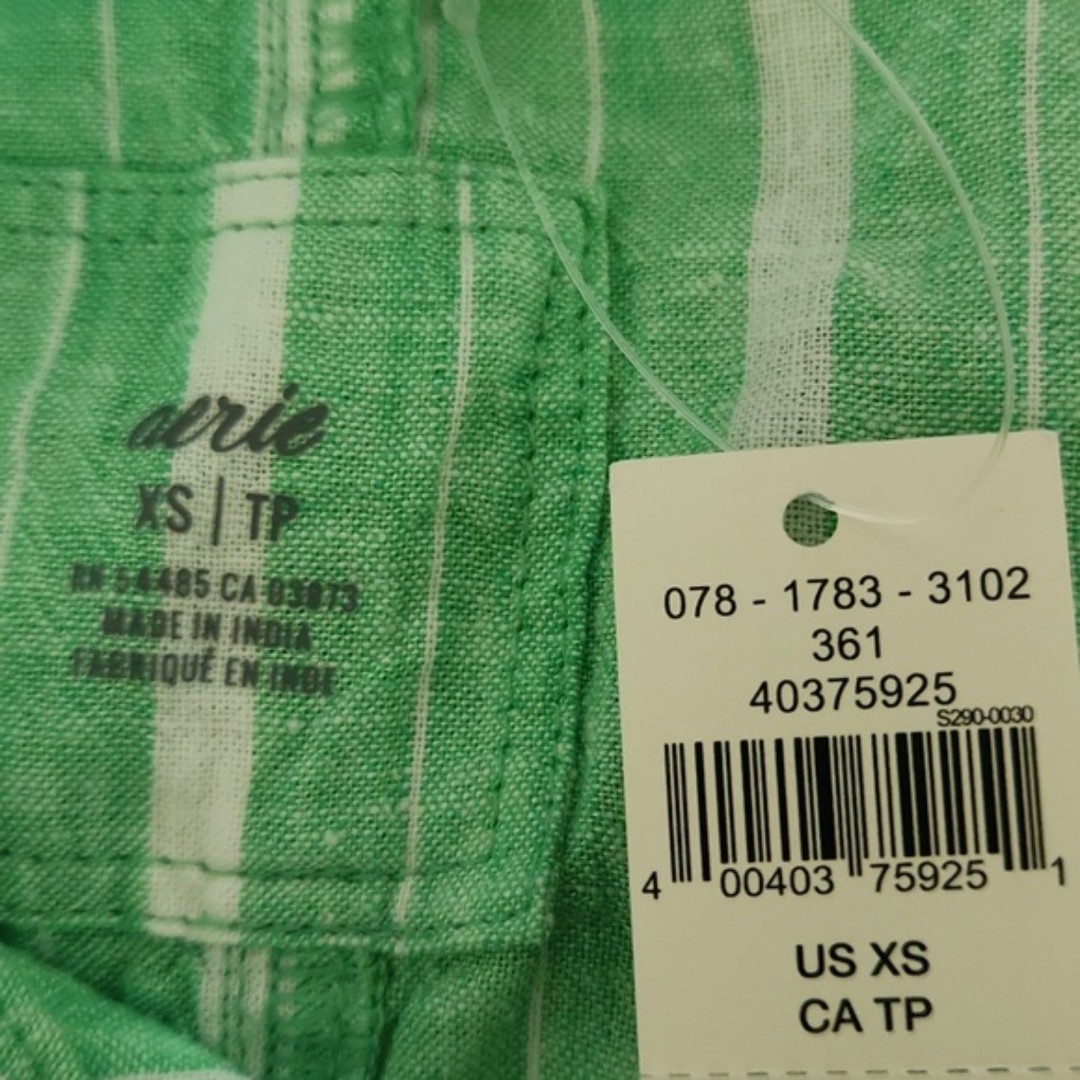 aerie
XS | TP
RN 54485 CA 03873
MADE IN INDIA
FABRIQUÉ EN INDE
078 - 1783 - 3102
361
40375925
S290-0030
4 00403 75925 1
US XS
CA TP